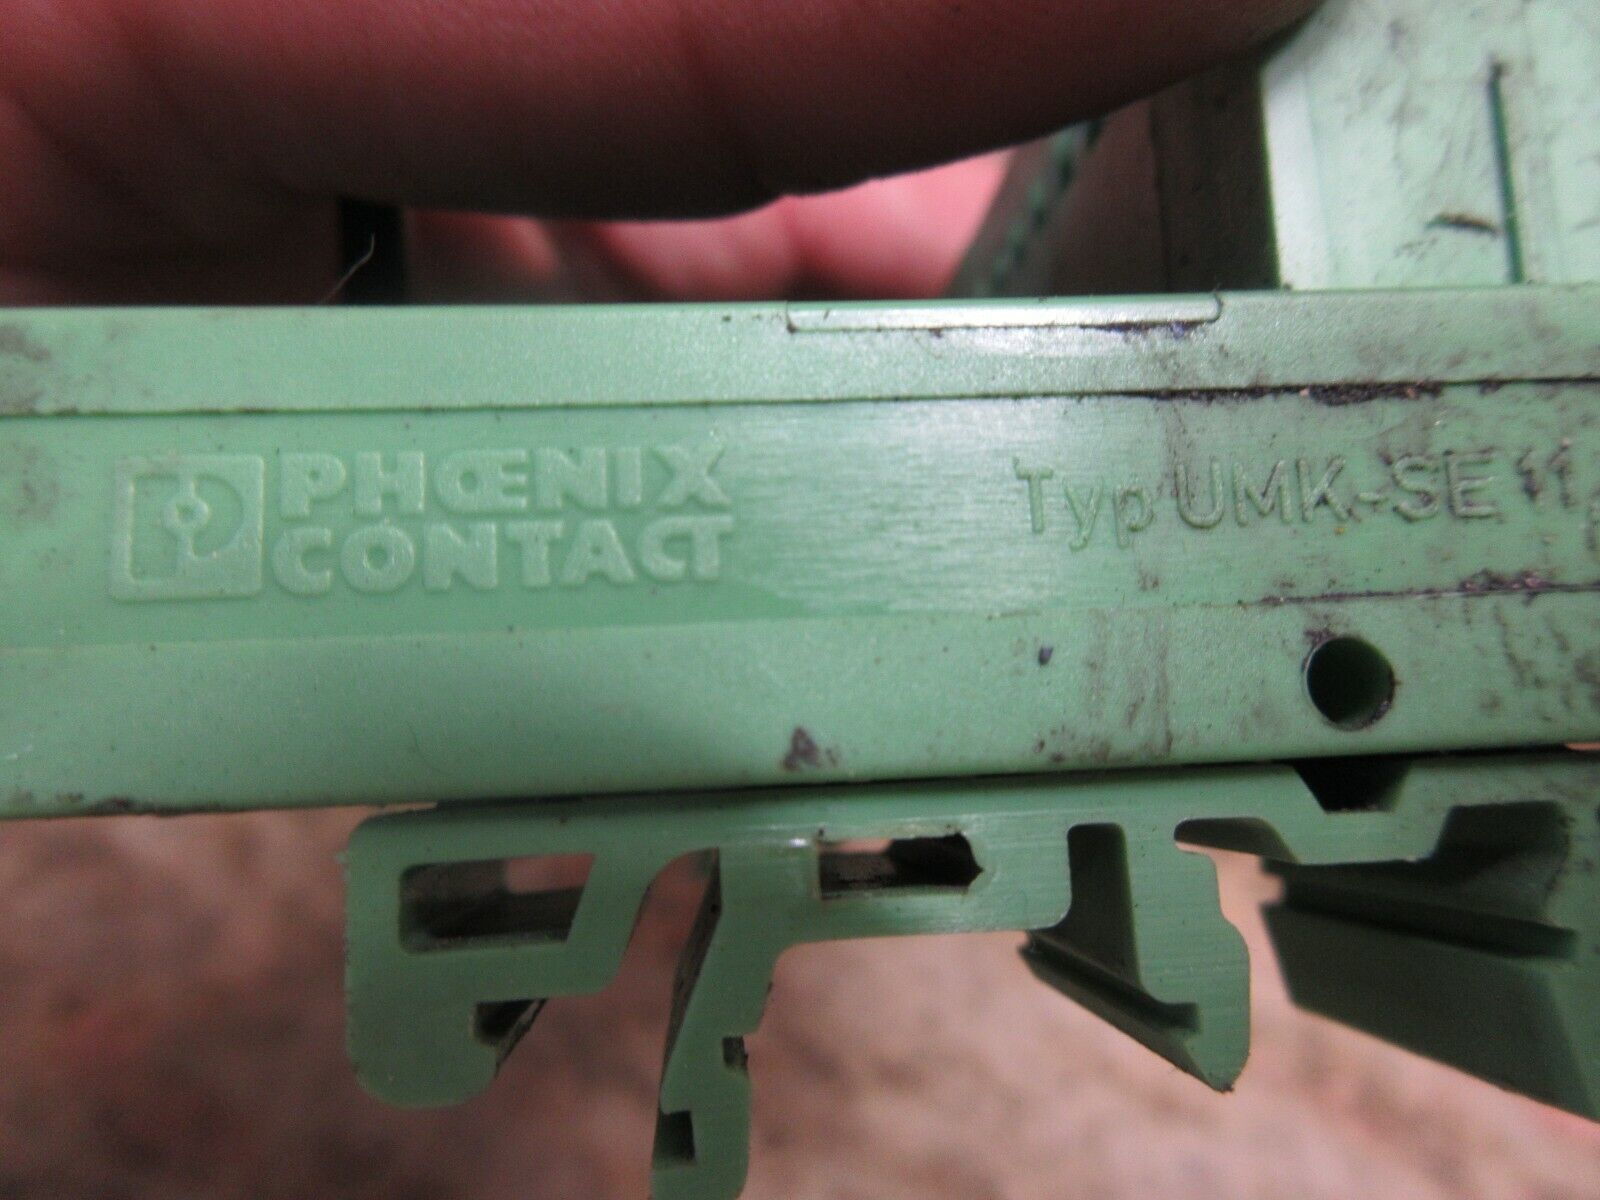 PHŒNIX
CONTACT
Typ UMK-SE 11